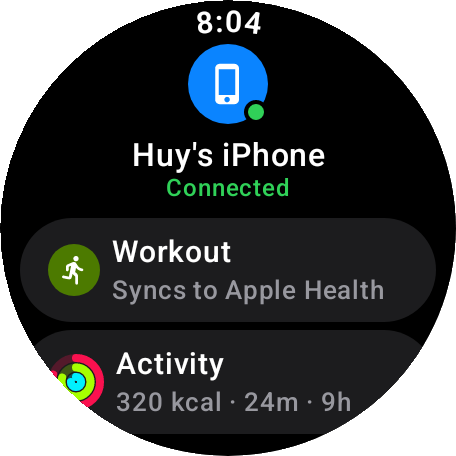 8:04
Huy's iPhone
Connected
Workout
Syncs to Apple Health
Activity
320 kcal · 24m · 9h